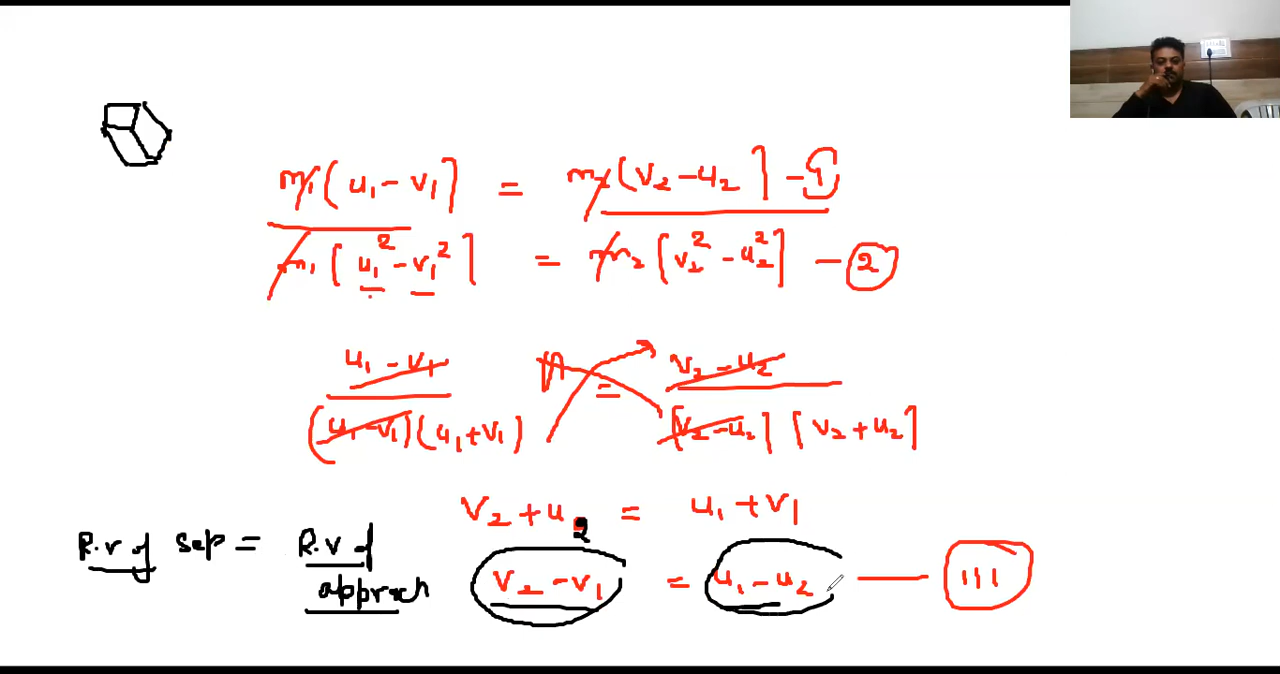 m₁(u₁ - v₁] = m₂(v₂ - u₂] - 1
m₁[u₁² - v₁²] = m₂[v₂² - u₂²] - 2
u₁ - v₁ = v₂ - u₂
(u₁ - v₁)(u₁ + v₁) [v₂ - u₂] [v₂ + u₂]
v₂ + u₂ = u₁ + v₁
R.v of sep = R.v of
approch v₂ - v₁ = u₁ - u₂ — III